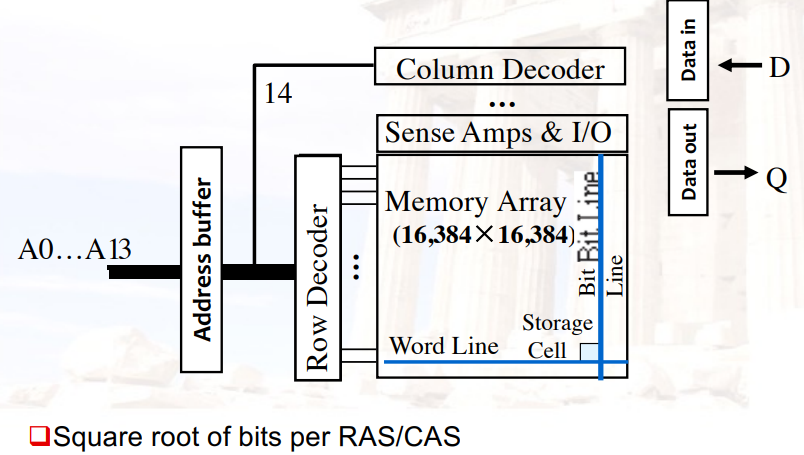 Column Decoder
14
...
Sense Amps & I/O
Data in
D
Data out
Q
Address buffer
A0...A13
Row Decoder
...
Memory Array
(16,384×16,384)
Bit Line
Bit Line
Storage
Cell
Word Line
❑Square root of bits per RAS/CAS